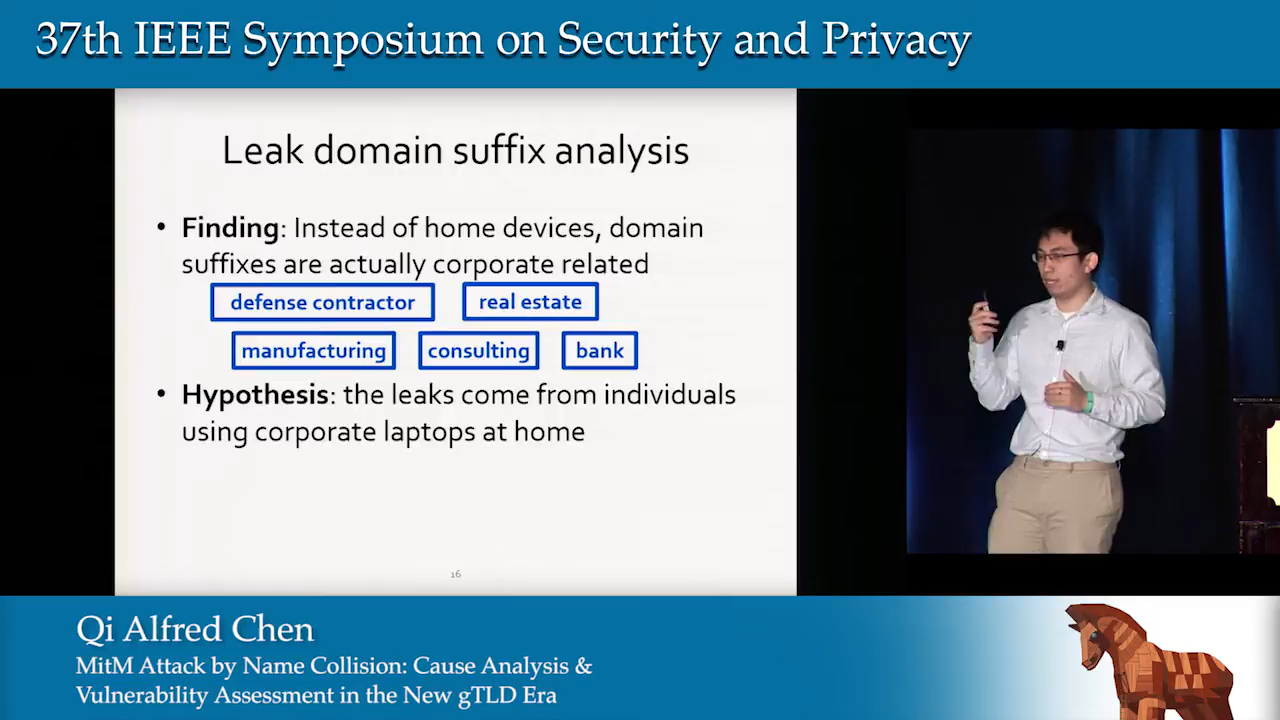 37th IEEE Symposium on Security and Privacy
Leak domain suffix analysis
• Finding: Instead of home devices, domain
suffixes are actually corporate related
defense contractor
real estate
manufacturing
consulting
bank
• Hypothesis: the leaks come from individuals
using corporate laptops at home
16
Qi Alfred Chen
MitM Attack by Name Collision: Cause Analysis &
Vulnerability Assessment in the New gTLD Era